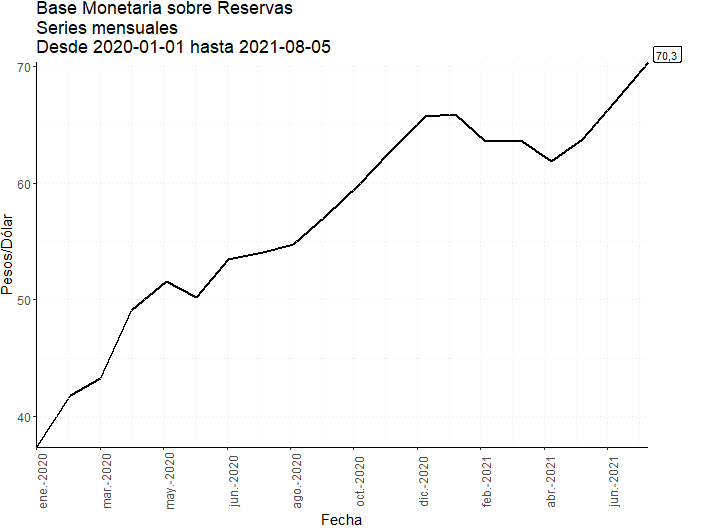 Base Monetaria sobre Reservas
Series mensuales
Desde 2020-01-01 hasta 2021-08-05
70,3
70
60
50
40
Pesos/Dólar
ene.-2020
mar.-2020
may.-2020
jun.-2020
ago.-2020
oct.-2020
dic.-2020
feb.-2021
abr.-2021
jun.-2021
Fecha